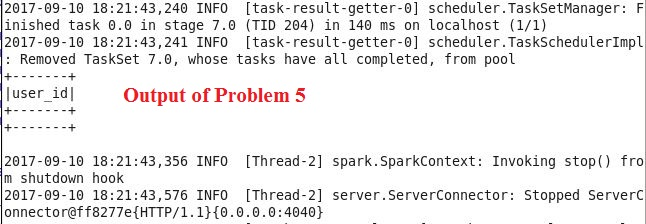 2017-09-10 18:21:43,240 INFO  [task-result-getter-0] scheduler.TaskSetManager: F
inished task 0.0 in stage 7.0 (TID 204) in 140 ms on localhost (1/1)
2017-09-10 18:21:43,241 INFO  [task-result-getter-0] scheduler.TaskSchedulerImpl
: Removed TaskSet 7.0, whose tasks have all completed, from pool
+-------+
|user_id|
Output of Problem 5
+-------+
+-------+
2017-09-10 18:21:43,356 INFO  [Thread-2] spark.SparkContext: Invoking stop() fro
m shutdown hook
2017-09-10 18:21:43,576 INFO  [Thread-2] server.ServerConnector: Stopped ServerC
onnector@ff8277e{HTTP/1.1}{0.0.0.0:4040}